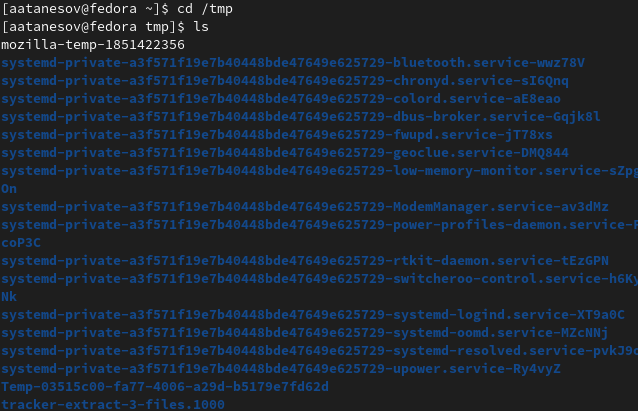 [aatanesov@fedora ~]$ cd /tmp
[aatanesov@fedora tmp]$ ls
mozilla-temp-1851422356
systemd-private-a3f571f19e7b40448bde47649e625729-bluetooth.service-wwz78V
systemd-private-a3f571f19e7b40448bde47649e625729-chronyd.service-sI6Qnq
systemd-private-a3f571f19e7b40448bde47649e625729-colord.service-aE8eao
systemd-private-a3f571f19e7b40448bde47649e625729-dbus-broker.service-Gqjk8l
systemd-private-a3f571f19e7b40448bde47649e625729-fwupd.service-jT78xs
systemd-private-a3f571f19e7b40448bde47649e625729-geoclue.service-DMQ844
systemd-private-a3f571f19e7b40448bde47649e625729-low-memory-monitor.service-sZpg
On
systemd-private-a3f571f19e7b40448bde47649e625729-ModemManager.service-av3dMz
systemd-private-a3f571f19e7b40448bde47649e625729-power-profiles-daemon.service-F
coP3C
systemd-private-a3f571f19e7b40448bde47649e625729-rtkit-daemon.service-tEzGPN
systemd-private-a3f571f19e7b40448bde47649e625729-switcheroo-control.service-h6Ky
Nk
systemd-private-a3f571f19e7b40448bde47649e625729-systemd-logind.service-XT9a0C
systemd-private-a3f571f19e7b40448bde47649e625729-systemd-oomd.service-MZcNNj
systemd-private-a3f571f19e7b40448bde47649e625729-systemd-resolved.service-pvkJ9o
systemd-private-a3f571f19e7b40448bde47649e625729-upower.service-Ry4vyZ
Temp-03515c00-fa77-4006-a29d-b5179e7fd62d
tracker-extract-3-files.1000